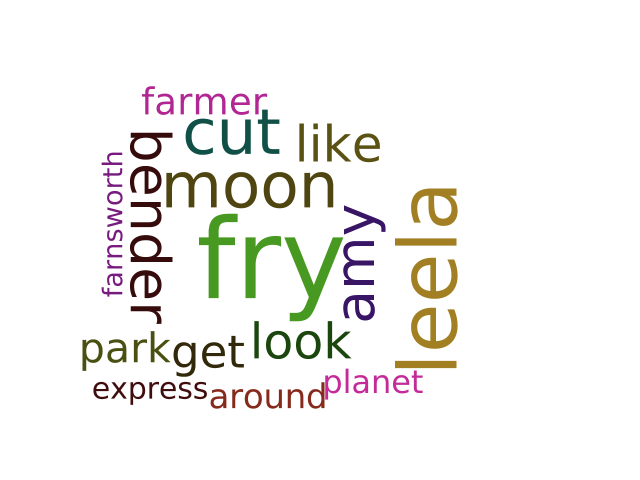 farmer
cut
like
bender
farnsworth
moon
fry
amy
leela
park
get
look
express
around
planet